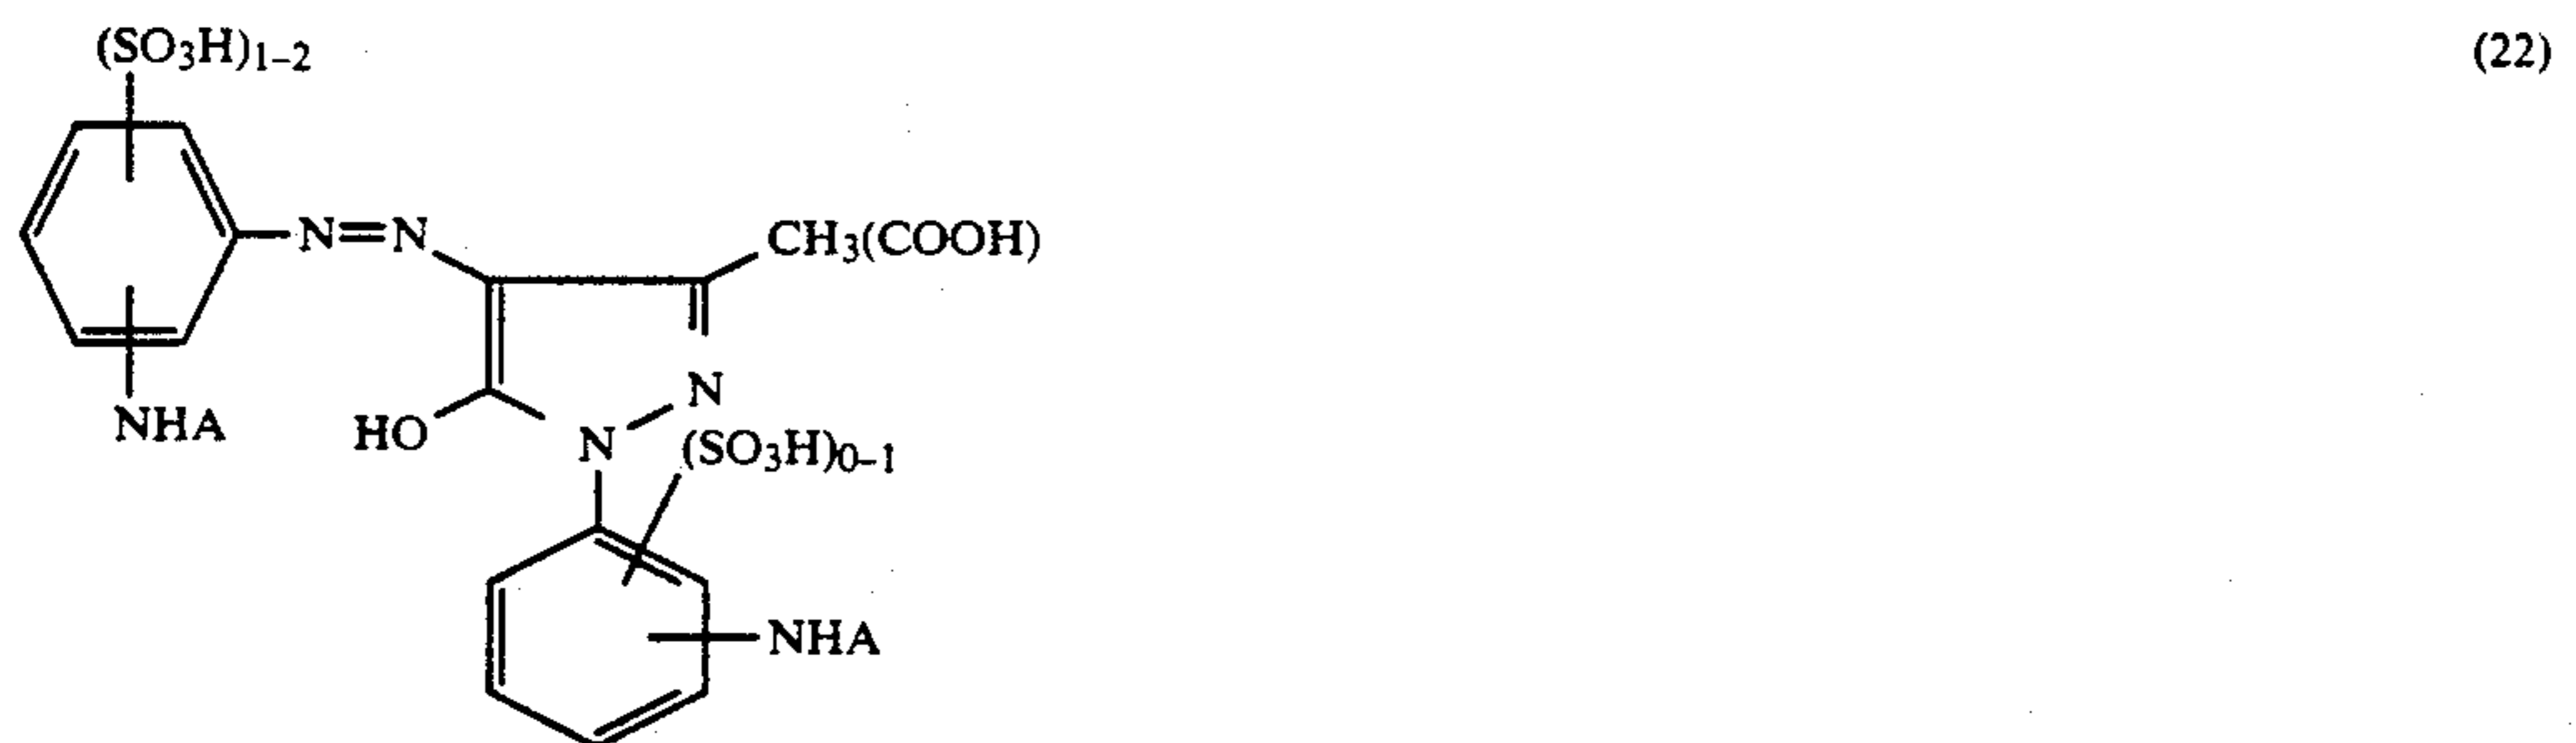 (SO3H)1-2 (22)
N=N CH3(COOH)
N
NHA HO N (SO3H)0-1
NHA